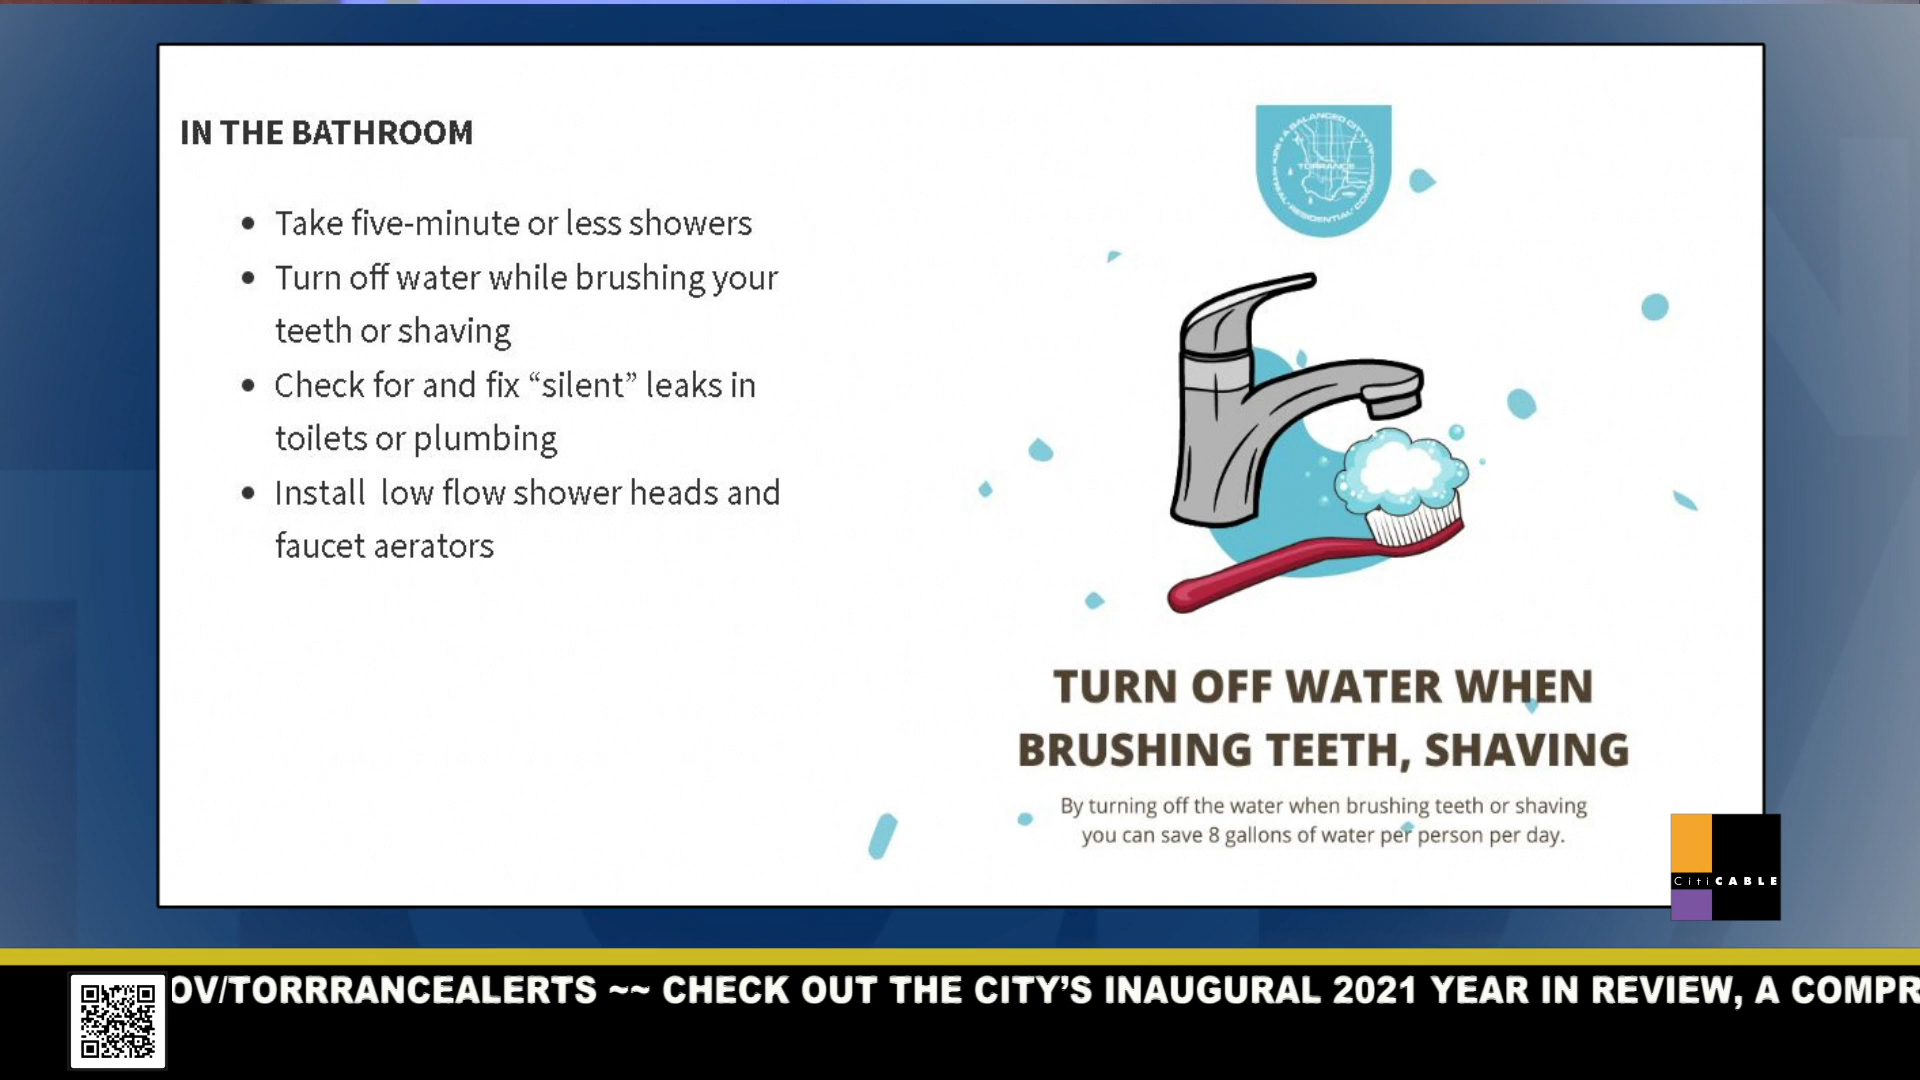 IN THE BATHROOM
• Take five-minute or less showers
• Turn off water while brushing your
teeth or shaving
• Check for and fix “silent” leaks in
toilets or plumbing
• Install low flow shower heads and
faucet aerators
A BALANCED CITY
TORRANCE
RESIDENTIAL
TURN OFF WATER WHEN
BRUSHING TEETH, SHAVING
By turning off the water when brushing teeth or shaving
you can save 8 gallons of water per person per day.
CitiCABLE
OV/TORRRANCEALERTS ~~ CHECK OUT THE CITY’S INAUGURAL 2021 YEAR IN REVIEW, A COMPR